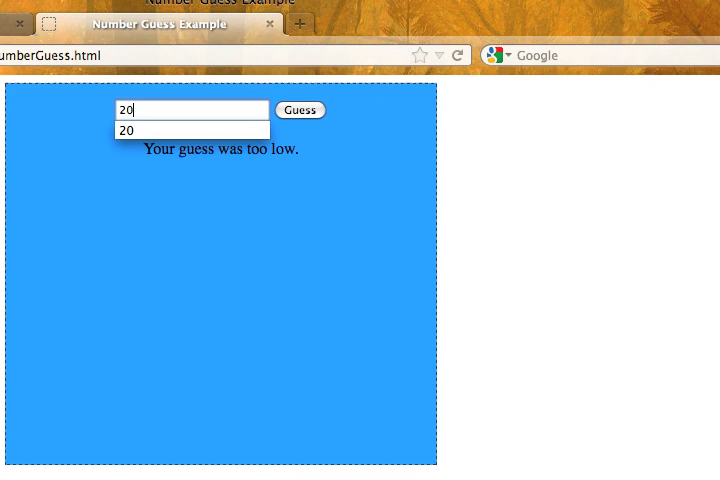 Number Guess Example
Number Guess Example
umberGuess.html
Google
20
Guess
20
Your guess was too low.